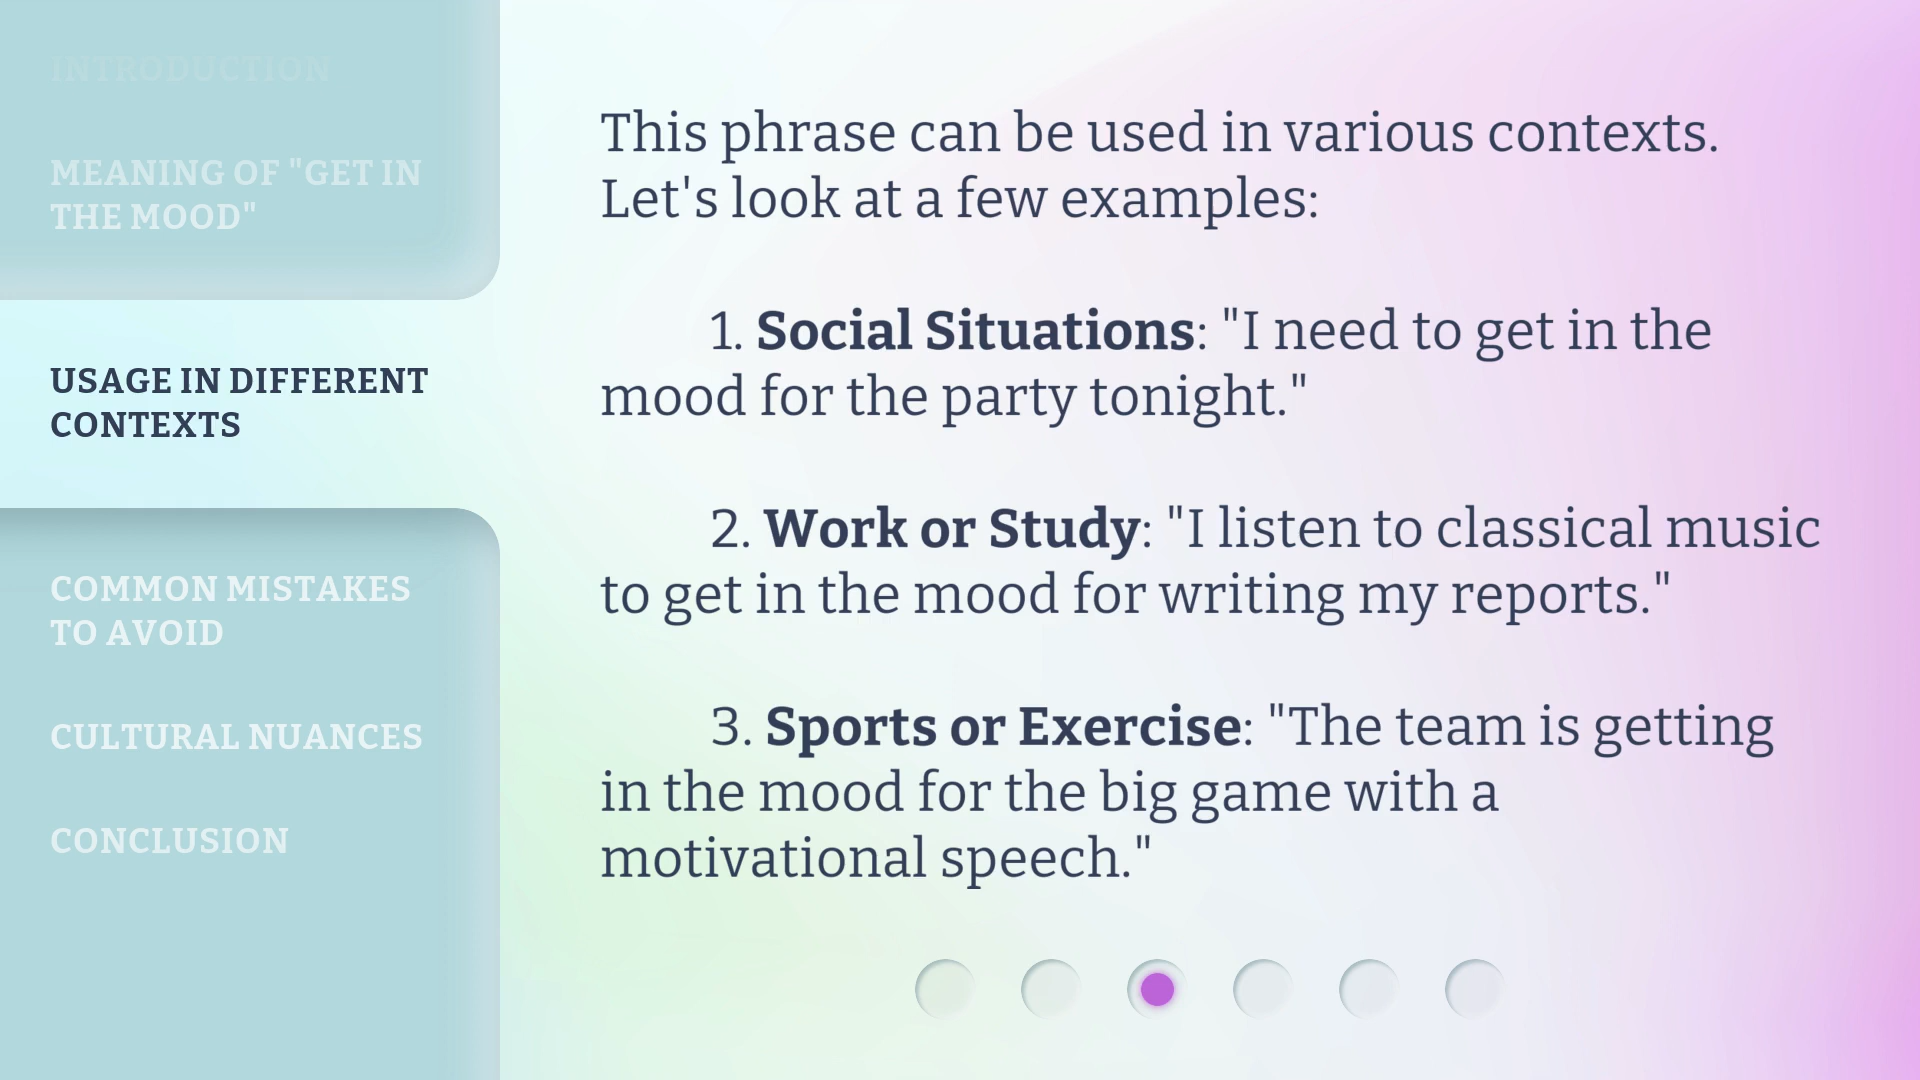 INTRODUCTION
MEANING OF "GET IN
THE MOOD"
USAGE IN DIFFERENT
CONTEXTS
COMMON MISTAKES
TO AVOID
CULTURAL NUANCES
CONCLUSION
This phrase can be used in various contexts.
Let's look at a few examples:
1. Social Situations: "I need to get in the
mood for the party tonight."
2. Work or Study: "I listen to classical music
to get in the mood for writing my reports."
3. Sports or Exercise: "The team is getting
in the mood for the big game with a
motivational speech."